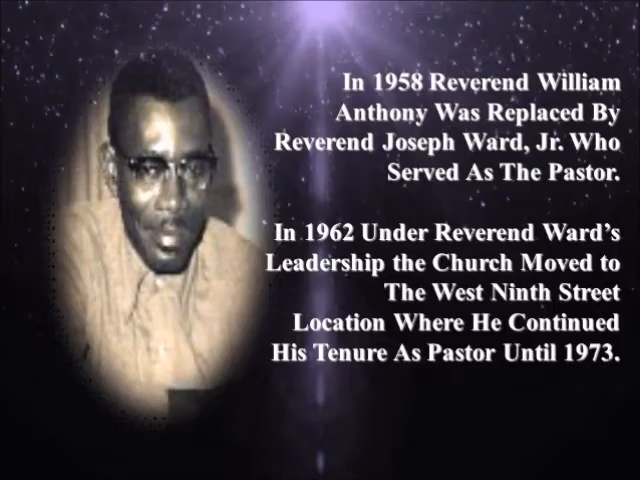 In 1958 Reverend William
Anthony Was Replaced By
Reverend Joseph Ward, Jr. Who
Served As The Pastor.
In 1962 Under Reverend Ward’s
Leadership the Church Moved to
The West Ninth Street
Location Where He Continued
His Tenure As Pastor Until 1973.